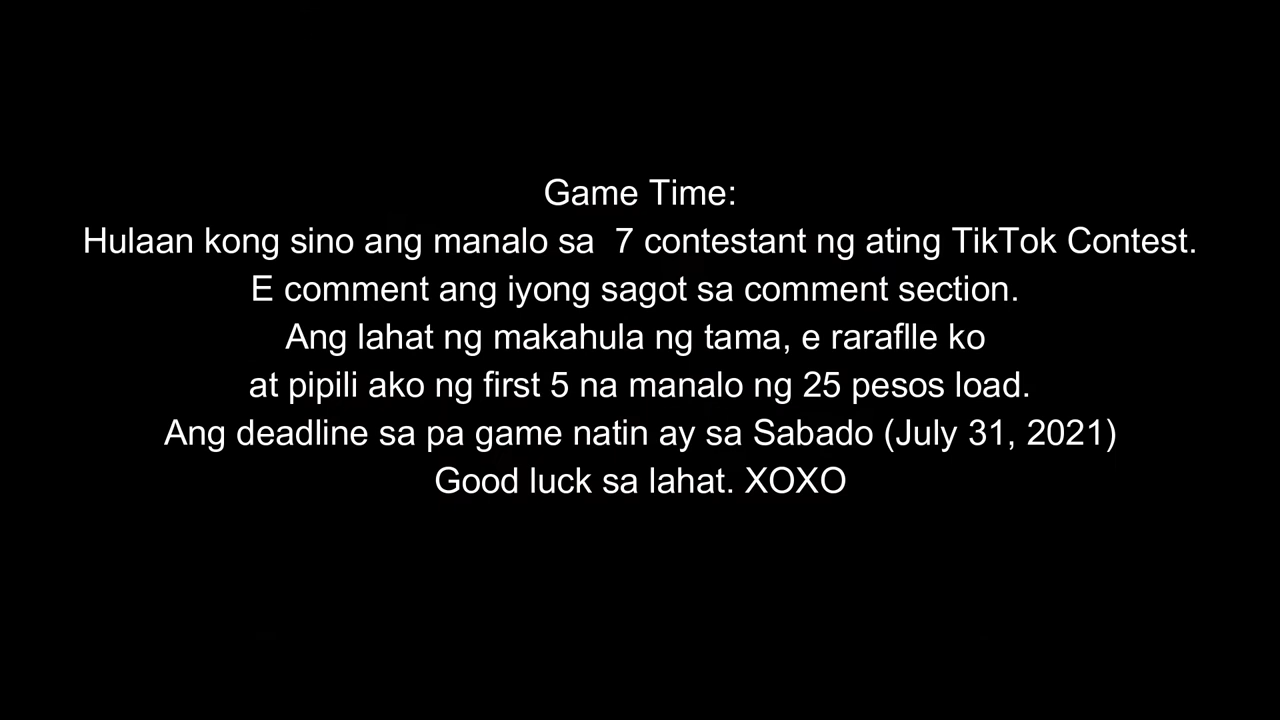 Game Time:
Hulaan kong sino ang manalo sa  7 contestant ng ating TikTok Contest.
E comment ang iyong sagot sa comment section.
Ang lahat ng makahula ng tama, e raraflle ko
at pipili ako ng first 5 na manalo ng 25 pesos load.
Ang deadline sa pa game natin ay sa Sabado (July 31, 2021)
Good luck sa lahat. XOXO